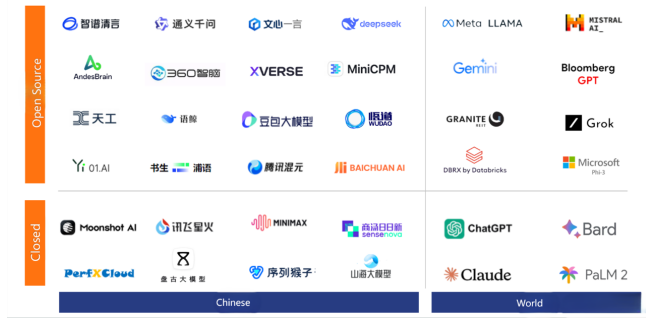 Open Source
智谱清言
通义千问
文心一言
deepseek
Meta LLAMA
MISTRAL
AI_
AndesBrain
360智脑
XVERSE
MiniCPM
Gemini
Bloomberg
GPT
天工
语鲸
豆包大模型
悟道
WUDAO
GRANITE
Grok
Yi 01.AI
书生 浦语
腾讯混元
BAICHUAN AI
DBRX by Databricks
Microsoft
Phi-3
Closed
Moonshot AI
讯飞星火
MINIMAX
商汤日日新
sensenova
ChatGPT
Bard
PerfXCloud
盘古大模型
序列猴子
山海大模型
Claude
PaLM 2
Chinese
World